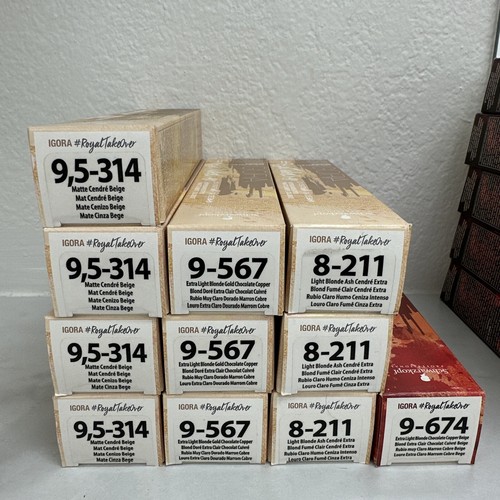 IGORA #RoyalTakeOver
9,5-314
Matte Cendré Beige
Mat Cendré Beige
Mate Cenizo Beige
Mate Cinza Bege
IGORA #RoyalTakeOver
9,5-314
Matte Cendré Beige
Mat Cendré Beige
Mate Cenizo Beige
Mate Cinza Bege
IGORA #RoyalTakeOver
9-567
Extra Light Blonde Gold Chocolate Copper
Blond Doré Extra Clair Chocolat Cuivré
Rubio Muy Claro Dorado Marron Cobre
Louro Extra Claro Dourado Marrom Cobre
IGORA #RoyalTakeOver
8-211
Light Blonde Ash Cendré Extra
Blond Fumé Clair Cendré Extra
Rubio Claro Humo Ceniza Intenso
Louro Claro Fumê Cinza Extra
IGORA #RoyalTakeOver
9,5-314
Matte Cendré Beige
Mat Cendré Beige
Mate Cenizo Beige
Mate Cinza Bege
IGORA #RoyalTakeOver
9-567
Extra Light Blonde Gold Chocolate Copper
Blond Doré Extra Clair Chocolat Cuivré
Rubio Muy Claro Dorado Marron Cobre
Louro Extra Claro Dourado Marrom Cobre
IGORA #RoyalTakeOver
8-211
Light Blonde Ash Cendré Extra
Blond Fumé Clair Cendré Extra
Rubio Claro Humo Ceniza Intenso
Louro Claro Fumê Cinza Extra
Schwarzkopf
PROFESSIONAL
IGORA #RoyalTakeOver
9,5-314
Matte Cendré Beige
Mat Cendré Beige
Mate Cenizo Beige
Mate Cinza Bege
IGORA #RoyalTakeOver
9-567
Extra Light Blonde Gold Chocolate Copper
Blond Doré Extra Clair Chocolat Cuivré
Rubio Muy Claro Dorado Marron Cobre
Louro Extra Claro Dourado Marrom Cobre
IGORA #RoyalTakeOver
8-211
Light Blonde Ash Cendré Extra
Blond Fumé Clair Cendré Extra
Rubio Claro Humo Ceniza Intenso
Louro Claro Fumê Cinza Extra
IGORA #RoyalTakeOver
9-674
Extra Light Blonde Chocolate Copper Beige
Blond Extra Clair Chocolat Cuivré Beige
Rubio muy Claro Marron Cobre Beige
Louro Extra Claro Marrom Cobre Bege